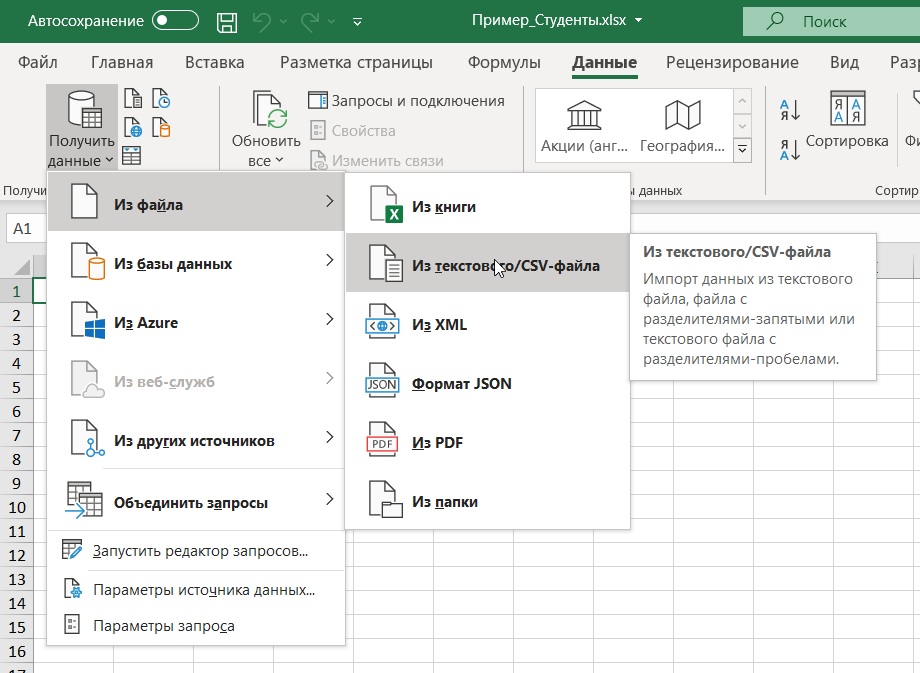 Автосохранение
Пример_Студенты.xlsx
Поиск
Файл
Главная
Вставка
Разметка страницы
Формулы
Данные
Рецензирование
Вид
Раз
Получить
данные
Обновить
все
Запросы и подключения
Свойства
Изменить связи
Акции (анг...
География...
А
Я
Я
А
Я А
А Я
Сортировка
Фи
Получи
ы данных
Сортир
A1
Из файла
Из базы данных
Из Azure
Из веб-служб
Из других источников
Объединить запросы
Запустить редактор запросов...
Параметры источника данных...
Параметры запроса
X
Из книги
Из текстового/CSV-файла
Из XML
JSON
Формат JSON
PDF
Из PDF
Из папки
Из текстового/CSV-файла
Импорт данных из текстового
файла, файла с
разделителями-запятыми или
текстового файла с
разделителями-пробелами.
1
2
3
4
5
6
7
8
9
10
11
12
13
14
15
16